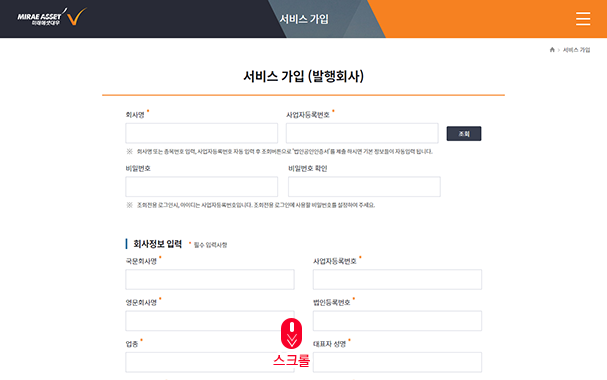 MIRAE ASSET
미래에셋대우
서비스 가입
> 서비스 가입
서비스 가입 (발행회사)
회사명 *
사업자등록번호 *
조회
※ 회사명 또는 종목번호 입력, 사업자등록번호 자동 입력 후 조회버튼으로 "법인공인인증서"를 제출 하시면 기본 정보들이 자동입력 됩니다.
비밀번호
비밀번호 확인
※ 조회전용 로그인시, 아이디는 사업자등록번호입니다. 조회전용 로그인에 사용할 비밀번호를 설정하여 주세요.
회사정보 입력 * 필수 입력사항
국문회사명 *
사업자등록번호 *
영문회사명 *
법인등록번호 *
업종 *
대표자 성명 *
스크롤